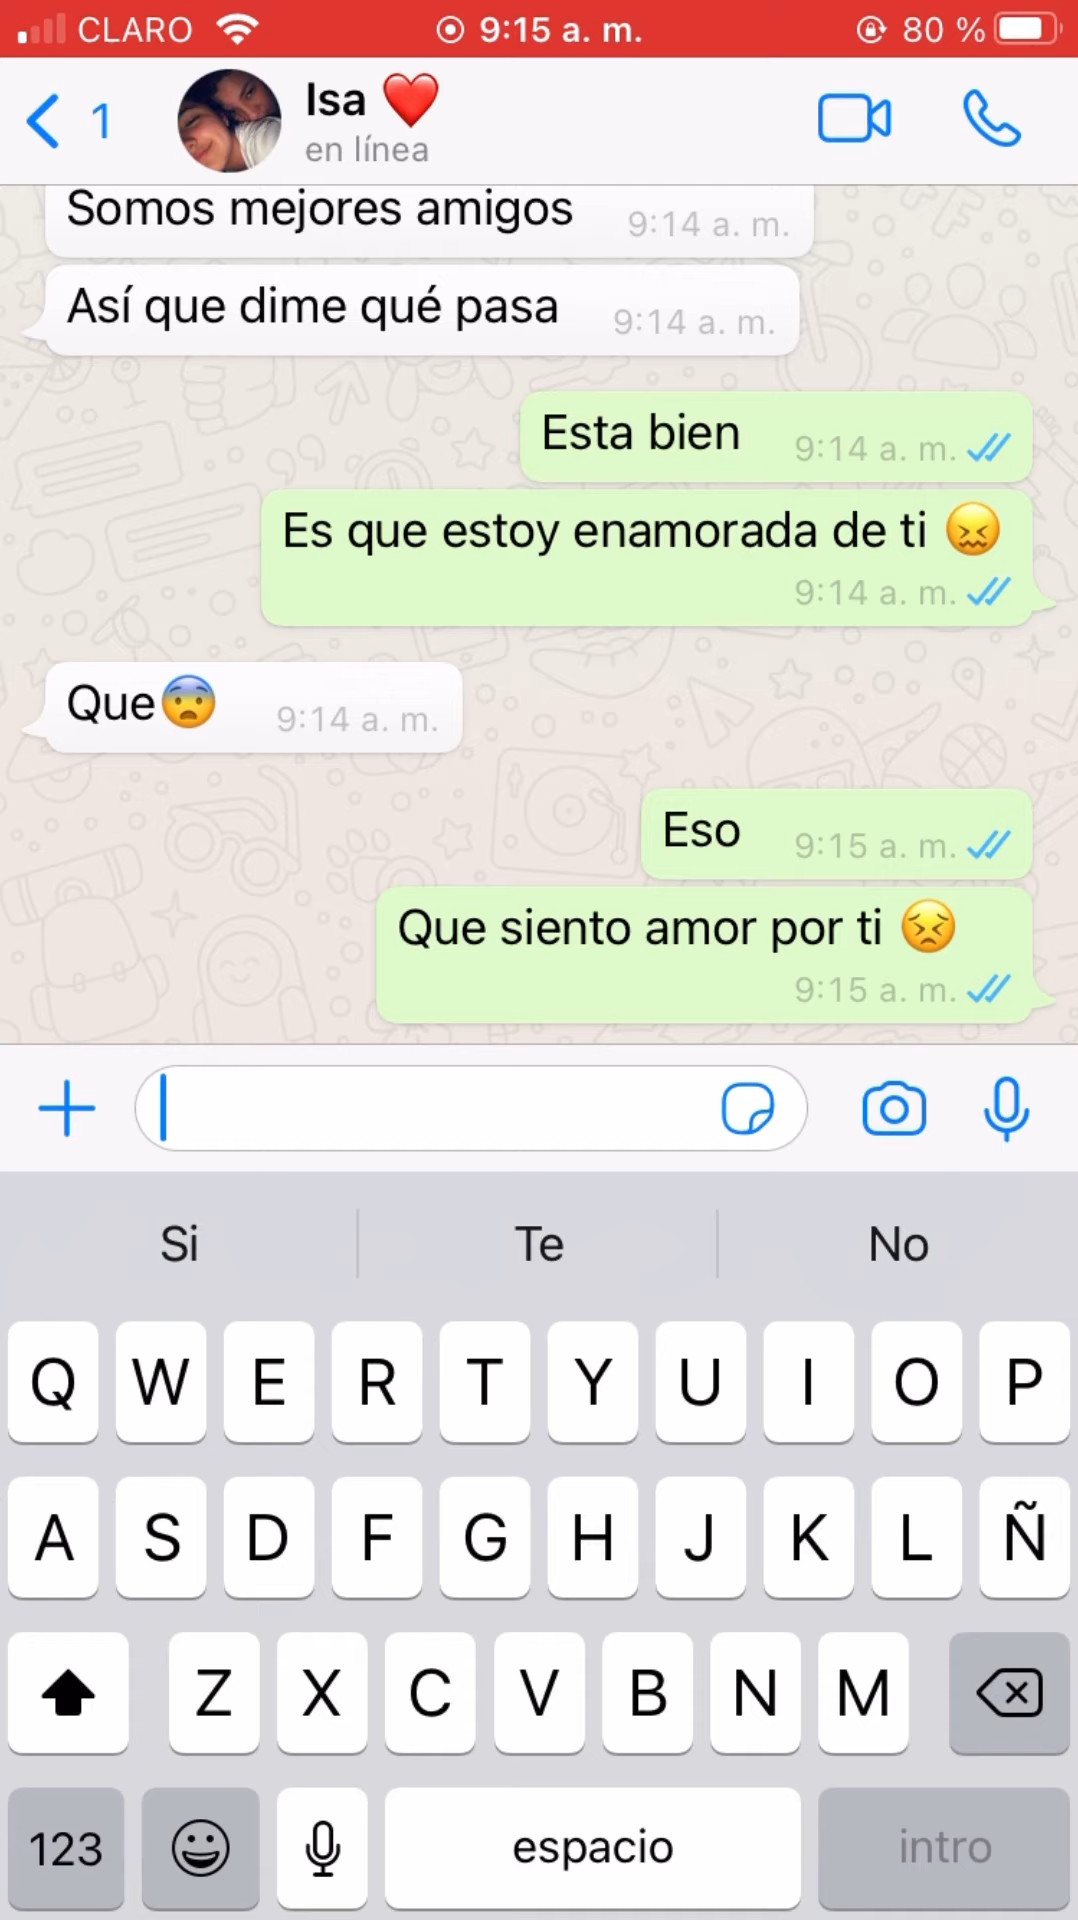 CLARO 9:15 a. m. 80 %
1 Isa ❤️
en línea
Somos mejores amigos 9:14 a. m.
Así que dime qué pasa 9:14 a. m.
Esta bien 9:14 a. m.
Es que estoy enamorada de ti 😖
9:14 a. m.
Que😨 9:14 a. m.
Eso 9:15 a. m.
Que siento amor por ti 😣
9:15 a. m.
Si Te No
Q W E R T Y U I O P
A S D F G H J K L Ñ
Z X C V B N M
123 espacio intro